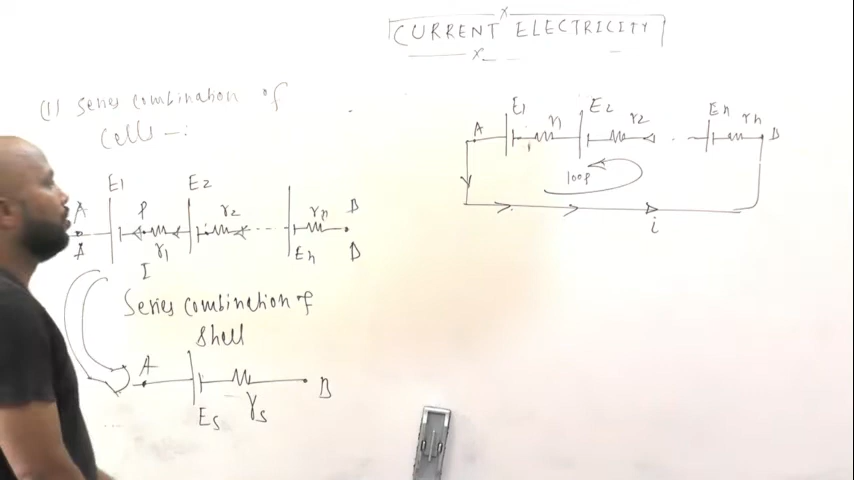 CURRENT ELECTRICITY
(1) Series combination of
Cells -:
E1 E2
A P r2 rn B
A r1 En B
I
Series combination of
shell
A B
Es rs
E1 r1 E2 r2 En rn
A B
loop
i